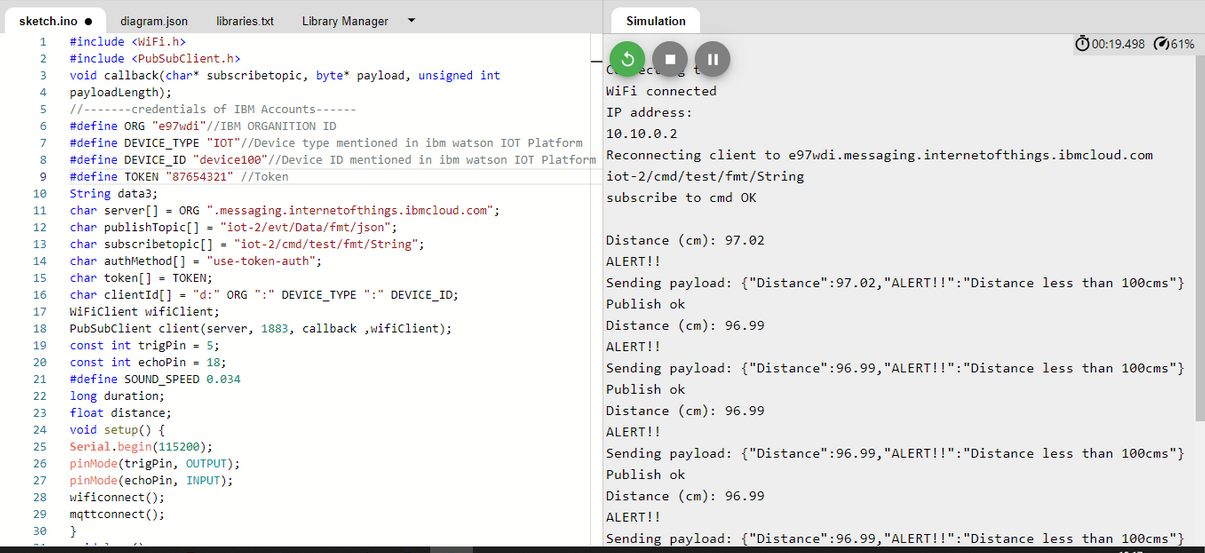 sketch.ino ● diagram.json libraries.txt Library Manager
1 #include <WiFi.h>
2 #include <PubSubClient.h>
3 void callback(char* subscribetopic, byte* payload, unsigned int
4 payloadLength);
5 //-------credentials of IBM Accounts------
6 #define ORG "e97wdi"//IBM ORGANITION ID
7 #define DEVICE_TYPE "IOT"//Device type mentioned in ibm watson IOT Platform
8 #define DEVICE_ID "device100"//Device ID mentioned in ibm watson IOT Platform
9 #define TOKEN "87654321" //Token
10 String data3;
11 char server[] = ORG ".messaging.internetofthings.ibmcloud.com";
12 char publishTopic[] = "iot-2/evt/Data/fmt/json";
13 char subscribetopic[] = "iot-2/cmd/test/fmt/String";
14 char authMethod[] = "use-token-auth";
15 char token[] = TOKEN;
16 char clientId[] = "d:" ORG ":" DEVICE_TYPE ":" DEVICE_ID;
17 WiFiClient wifiClient;
18 PubSubClient client(server, 1883, callback ,wifiClient);
19 const int trigPin = 5;
20 const int echoPin = 18;
21 #define SOUND_SPEED 0.034
22 long duration;
23 float distance;
24 void setup() {
25 Serial.begin(115200);
26 pinMode(trigPin, OUTPUT);
27 pinMode(echoPin, INPUT);
28 wificonnect();
29 mqttconnect();
30 }
Simulation
00:19.498 61%
WiFi connected
IP address:
10.10.0.2
Reconnecting client to e97wdi.messaging.internetofthings.ibmcloud.com
iot-2/cmd/test/fmt/String
subscribe to cmd OK
Distance (cm): 97.02
ALERT!!
Sending payload: {"Distance":97.02,"ALERT!!":"Distance less than 100cms"}
Publish ok
Distance (cm): 96.99
ALERT!!
Sending payload: {"Distance":96.99,"ALERT!!":"Distance less than 100cms"}
Publish ok
Distance (cm): 96.99
ALERT!!
Sending payload: {"Distance":96.99,"ALERT!!":"Distance less than 100cms"}
Publish ok
Distance (cm): 96.99
ALERT!!
Sending payload: {"Distance":96.99,"ALERT!!":"Distance less than 100cms"}